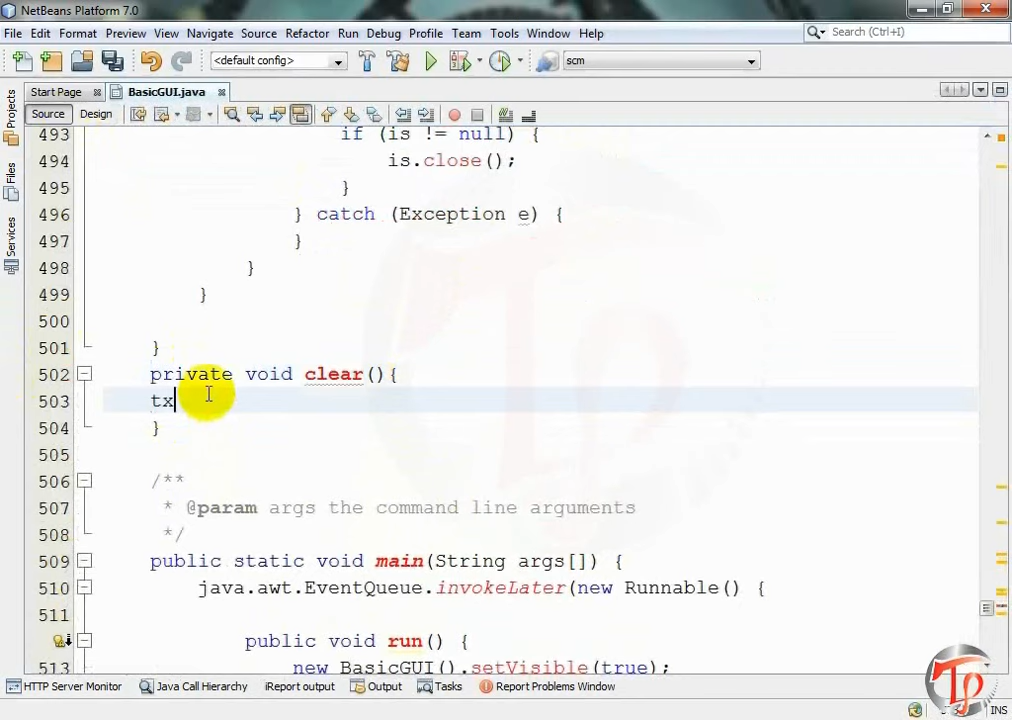 NetBeans Platform 7.0
File Edit Format Preview View Navigate Source Refactor Run Debug Profile Team Tools Window Help
Search (Ctrl+I)
<default config>
scm
Start Page
BasicGUI.java
Source Design
Projects
Files
Services
493 if (is != null) {
494 is.close();
495 }
496 } catch (Exception e) {
497 }
498 }
499 }
500
501 }
502 private void clear(){
503 tx
504 }
505
506 /**
507 * @param args the command line arguments
508 */
509 public static void main(String args[]) {
510 java.awt.EventQueue.invokeLater(new Runnable() {
511
public void run() {
513 new BasicGUI().setVisible(true);
HTTP Server Monitor Java Call Hierarchy iReport output Output Tasks Report Problems Window
INS